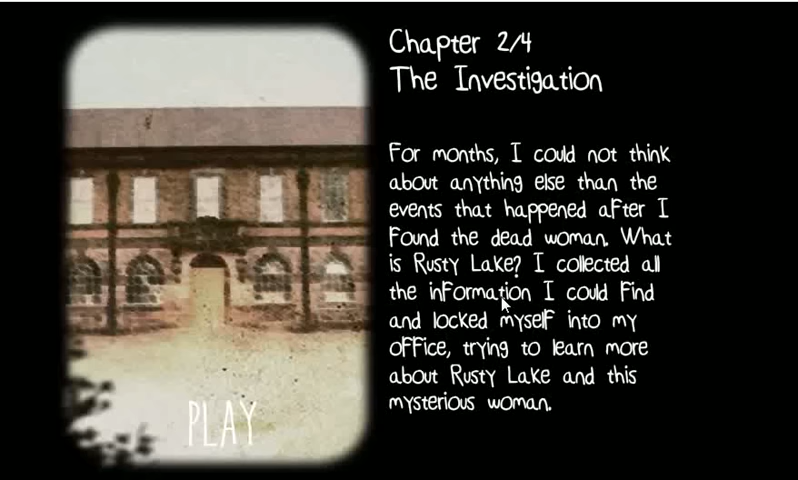 Chapter 2/4
The Investigation
For months, I could not think
about anything else than the
events that happened after I
found the dead woman. What
is Rusty Lake? I collected all
the information I could find
and locked myself into my
office, trying to learn more
about Rusty Lake and this
mysterious woman.
PLAY